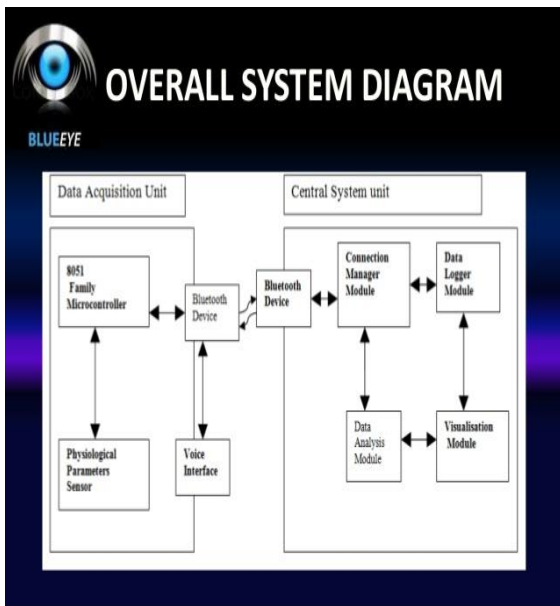 OVERALL SYSTEM DIAGRAM
BLUEEYE
Data Acquisition Unit
Central System unit
8051
Family
Microcontroller
Bluetooth
Device
Bluetooth
Device
Connection
Manager
Module
Data
Logger
Module
Physiological
Parameters
Sensor
Voice
Interface
Data
Analysis
Module
Visualisation
Module